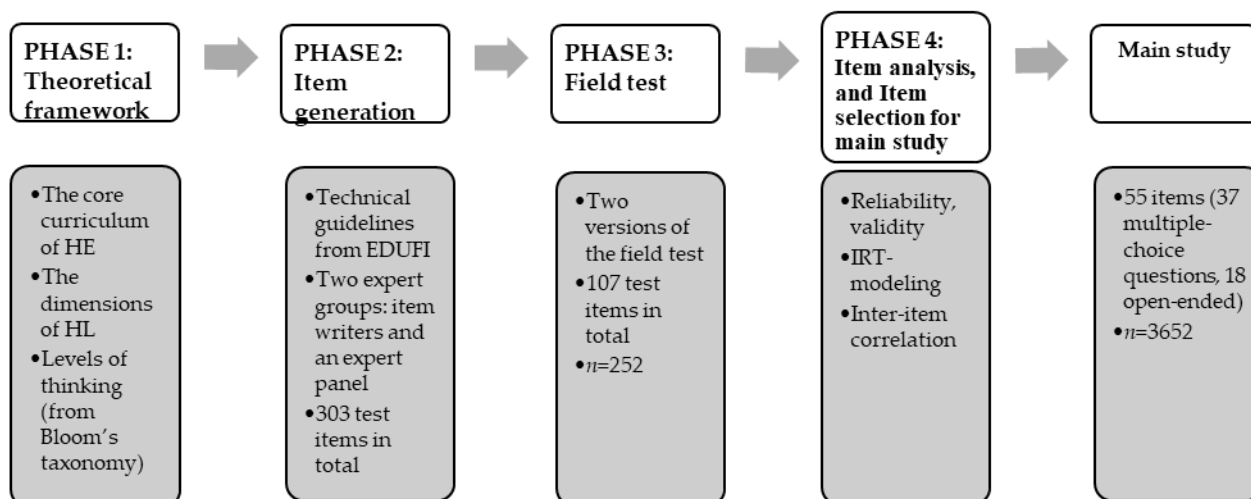 PHASE 1:
Theoretical
framework
PHASE 2:
Item
generation
PHASE 3:
Field test
PHASE 4:
Item analysis,
and Item
selection for
main study
Main study
•The core
curriculum
of HE
•The
dimensions
of HL
•Levels of
thinking
(from
Bloom’s
taxonomy)
•Technical
guidelines
from EDUFI
•Two expert
groups: item
writers and
an expert
panel
•303 test
items in
total
•Two
versions of
the field test
•107 test
items in
total
•n=252
•Reliability,
validity
•IRT-
modeling
•Inter-item
correlation
•55 items (37
multiple-
choice
questions, 18
open-ended)
•n=3652